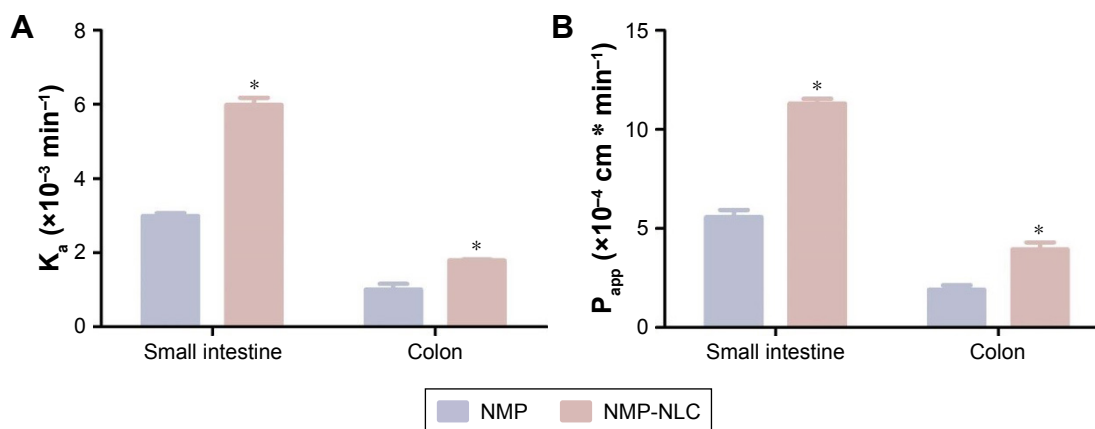 A
8
6
4
2
0
Kₐ (×10⁻³ min⁻¹)
*
*
Small intestine
Colon
B
15
10
5
0
Pₐₚₚ (×10⁻⁴ cm * min⁻¹)
*
*
Small intestine
Colon
NMP
NMP-NLC